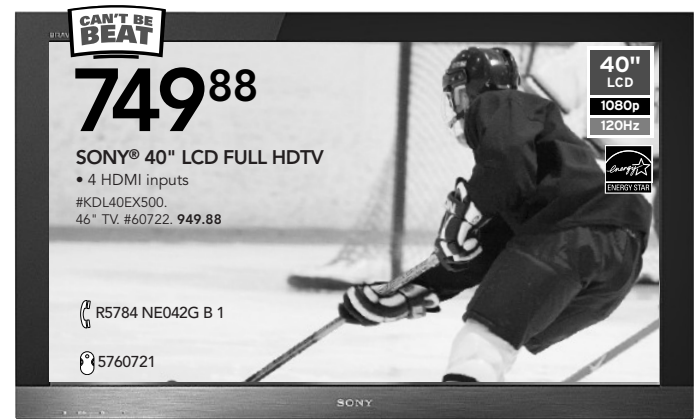 CAN'T BE
BEAT
749 88
SONY® 40" LCD FULL HDTV
• 4 HDMI inputs
#KDL40EX500.
46" TV. #60722. 949.88
R5784 NE042G B 1
5760721
40"
LCD
1080p
120Hz
energy
ENERGY STAR
SONY